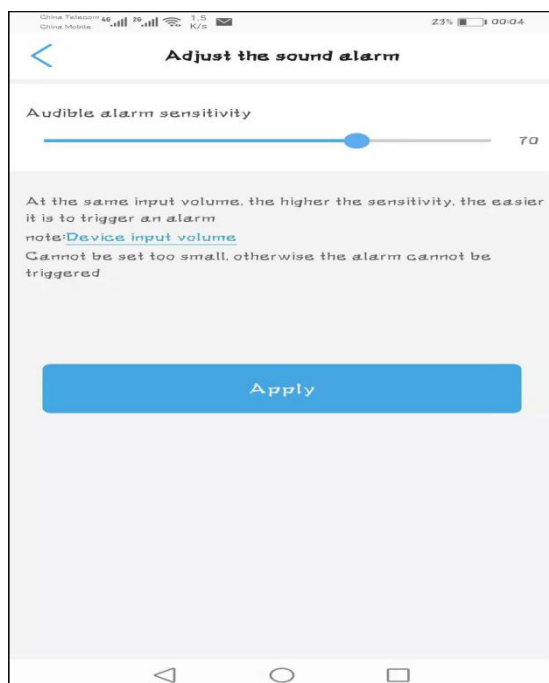 China Telecom 4G 2G 1.5 23% 00:04
China Mobile K/s
Adjust the sound alarm
Audible alarm sensitivity
70
At the same input volume, the higher the sensitivity, the easier
it is to trigger an alarm
note:Device input volume
Cannot be set too small, otherwise the alarm cannot be
triggered
Apply